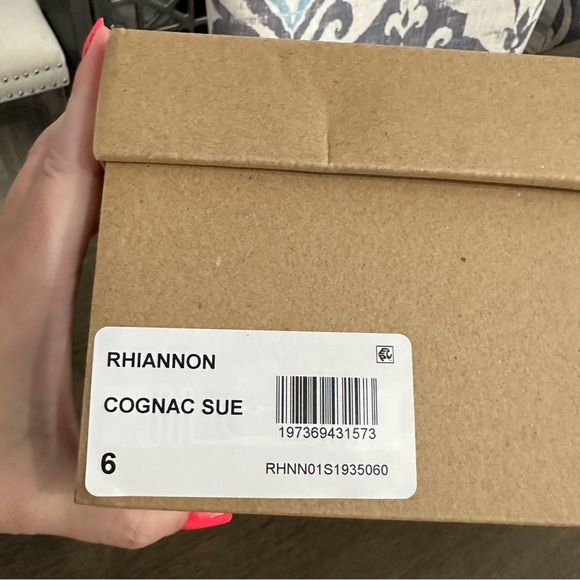 RHIANNON
COGNAC SUE
197369431573
6
RHNN01S1935060